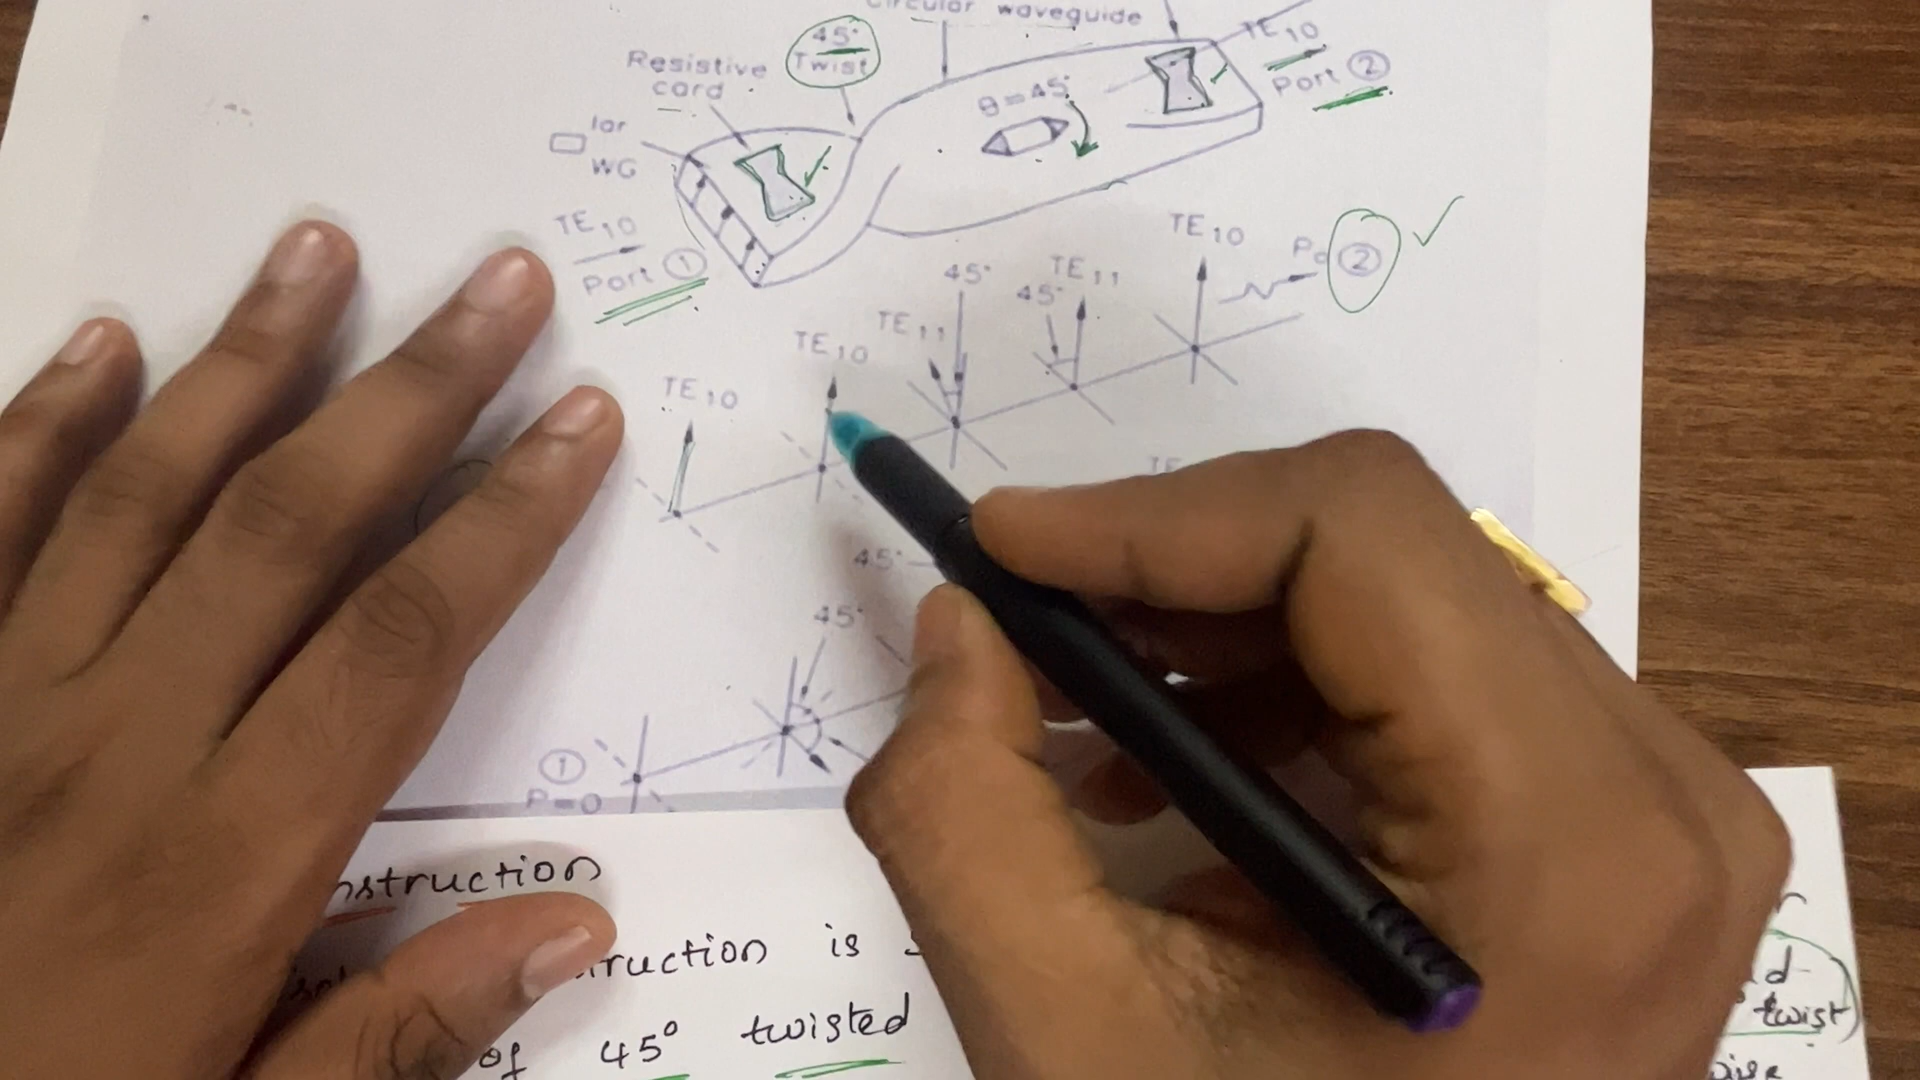 Circular waveguide
45°
Twist
Resistive
card
TE10
Port 2
θ=45°
lar
WG
TE10
Port 1
TE10
2
45°
TE11
45°
TE11
TE10
TE10
45°
45°
1
P=0
nstruction
truction is
of 45° twisted
twist